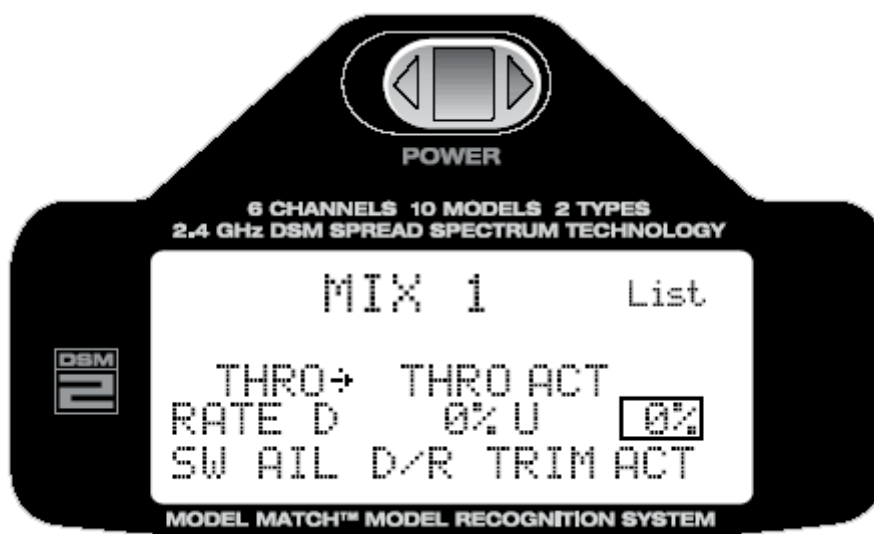 POWER
6 CHANNELS 10 MODELS 2 TYPES
2.4 GHz DSM SPREAD SPECTRUM TECHNOLOGY
MIX 1 List
DSM
2
THRO→ THRO ACT
RATE D 0% U 0%
SW AIL D/R TRIM ACT
MODEL MATCH™ MODEL RECOGNITION SYSTEM